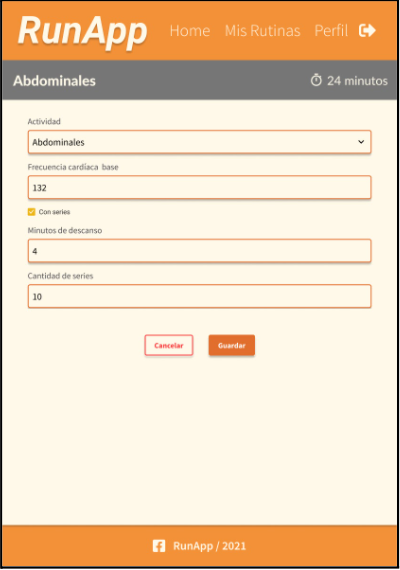 RunApp Home Mis Rutinas Perfil
Abdominales 24 minutos
Actividad
Abdominales
Frecuencia cardíaca base
132
Con series
Minutos de descanso
4
Cantidad de series
10
Cancelar Guardar
RunApp / 2021